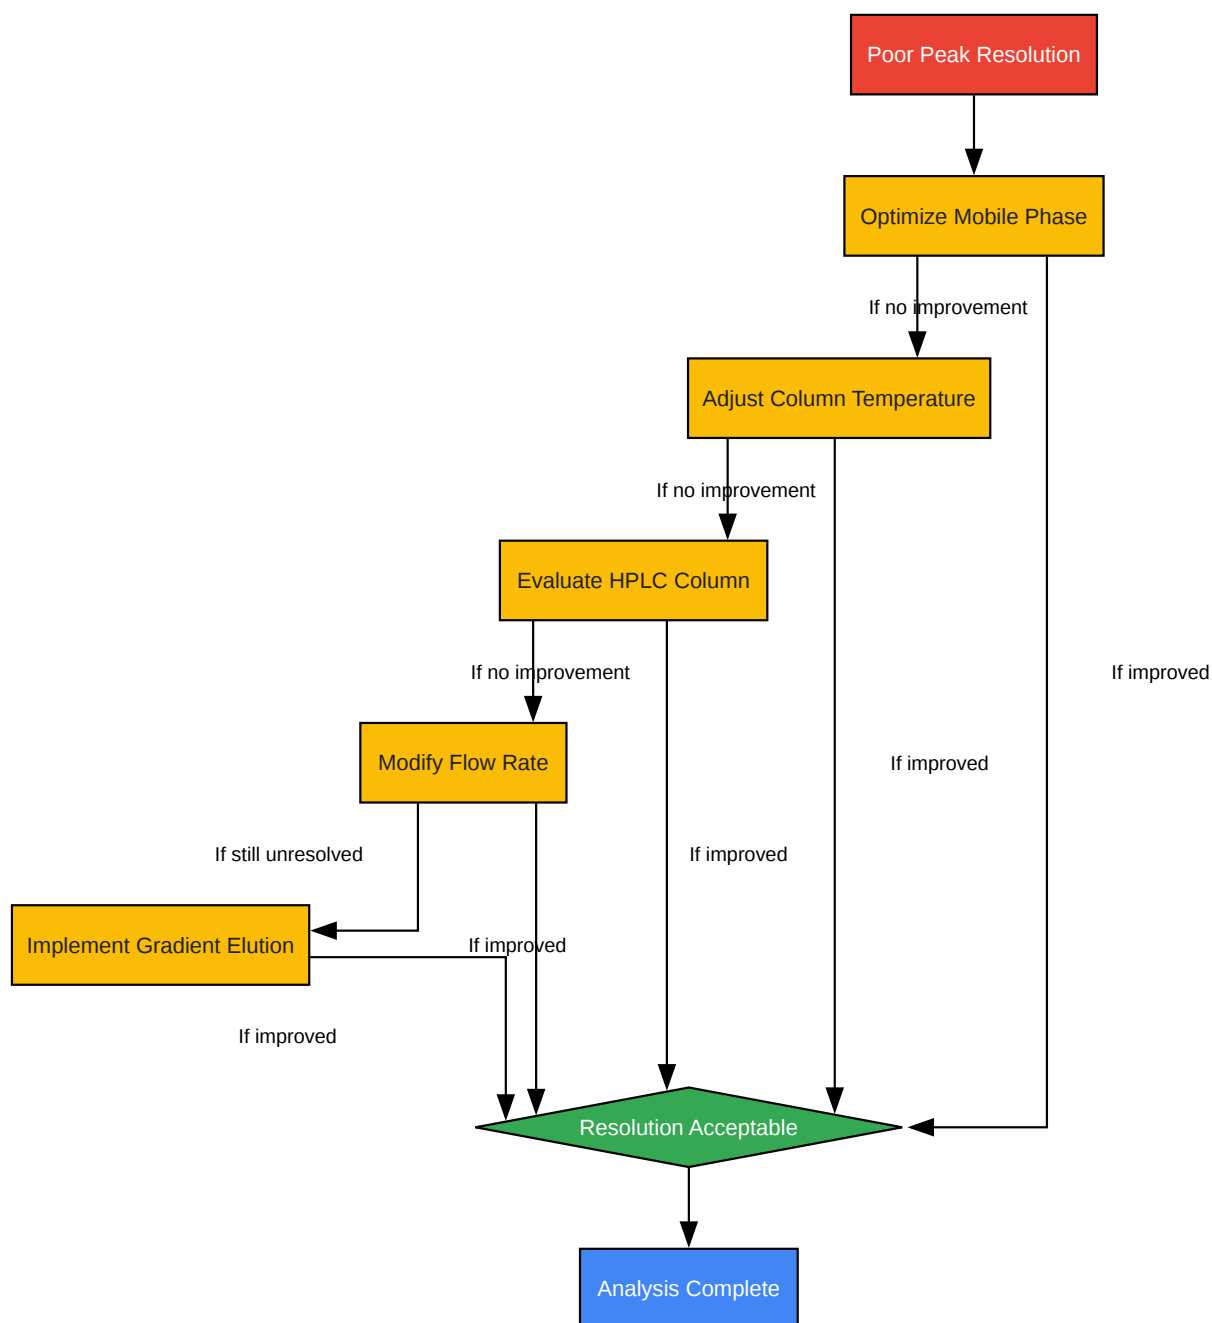 Poor Peak Resolution
Optimize Mobile Phase
If no improvement
Adjust Column Temperature
If no improvement
Evaluate HPLC Column
If no improvement
If improved
Modify Flow Rate
If improved
If still unresolved
If improved
Implement Gradient Elution
If improved
If improved
Resolution Acceptable
Analysis Complete